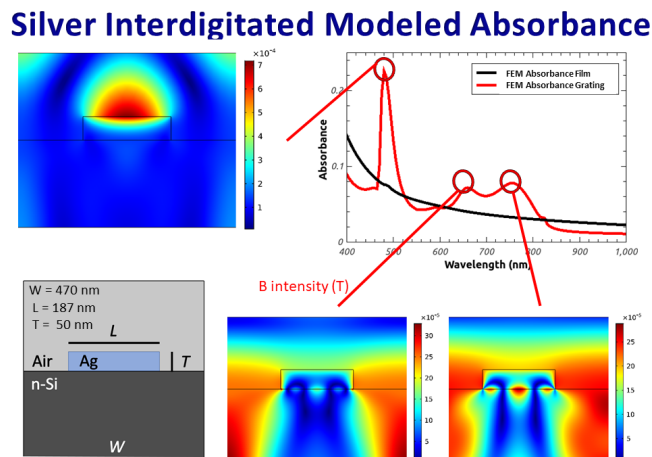 Silver Interdigitated Modeled Absorbance
×10⁻⁴
7
6
5
4
3
2
1
0.2
0.1
0
Absorbance
FEM Absorbance Film
FEM Absorbance Grating
400 500 600 700 800 900 1,000
Wavelength (nm)
B intensity (T)
W = 470 nm
L = 187 nm
T = 50 nm
L
Air
Ag
T
n-Si
W
×10⁻⁵
30
25
20
15
10
5
×10⁻⁵
25
20
15
10
5